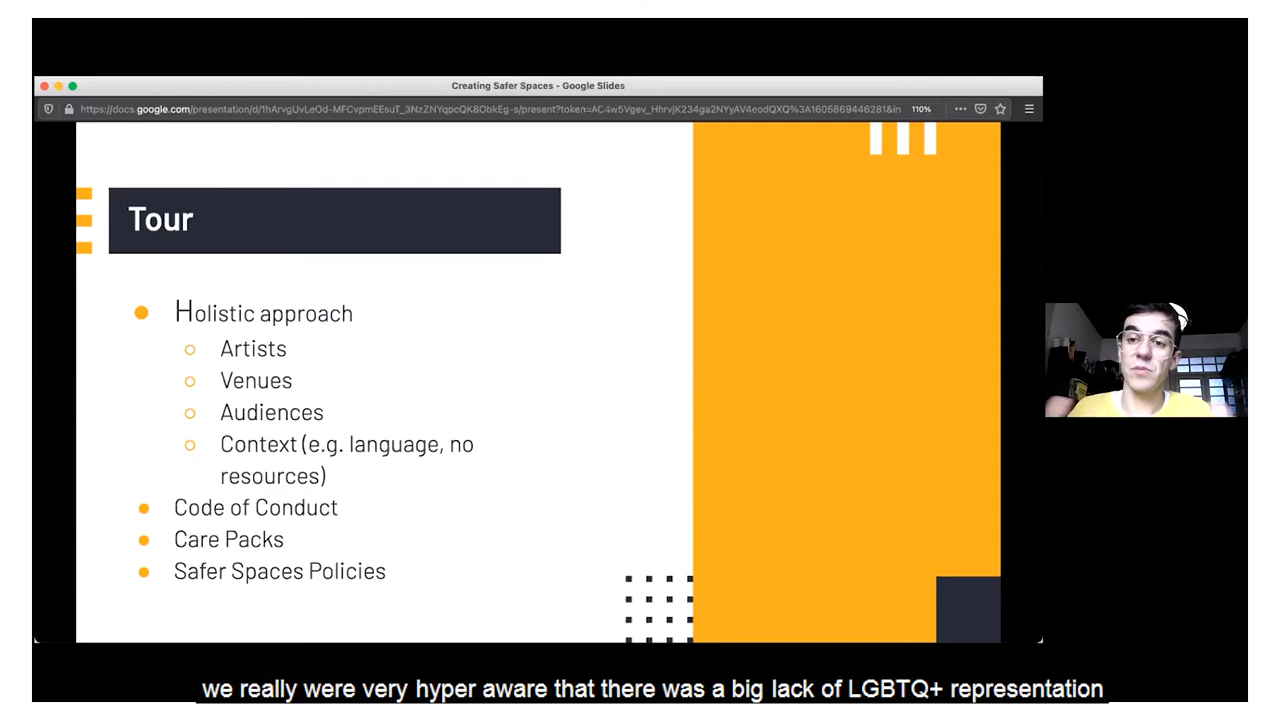 Creating Safer Spaces - Google Slides
110%
Tour
Holistic approach
Artists
Venues
Audiences
Context (e.g. language, no
resources)
Code of Conduct
Care Packs
Safer Spaces Policies
we really were very hyper aware that there was a big lack of LGBTQ+ representation